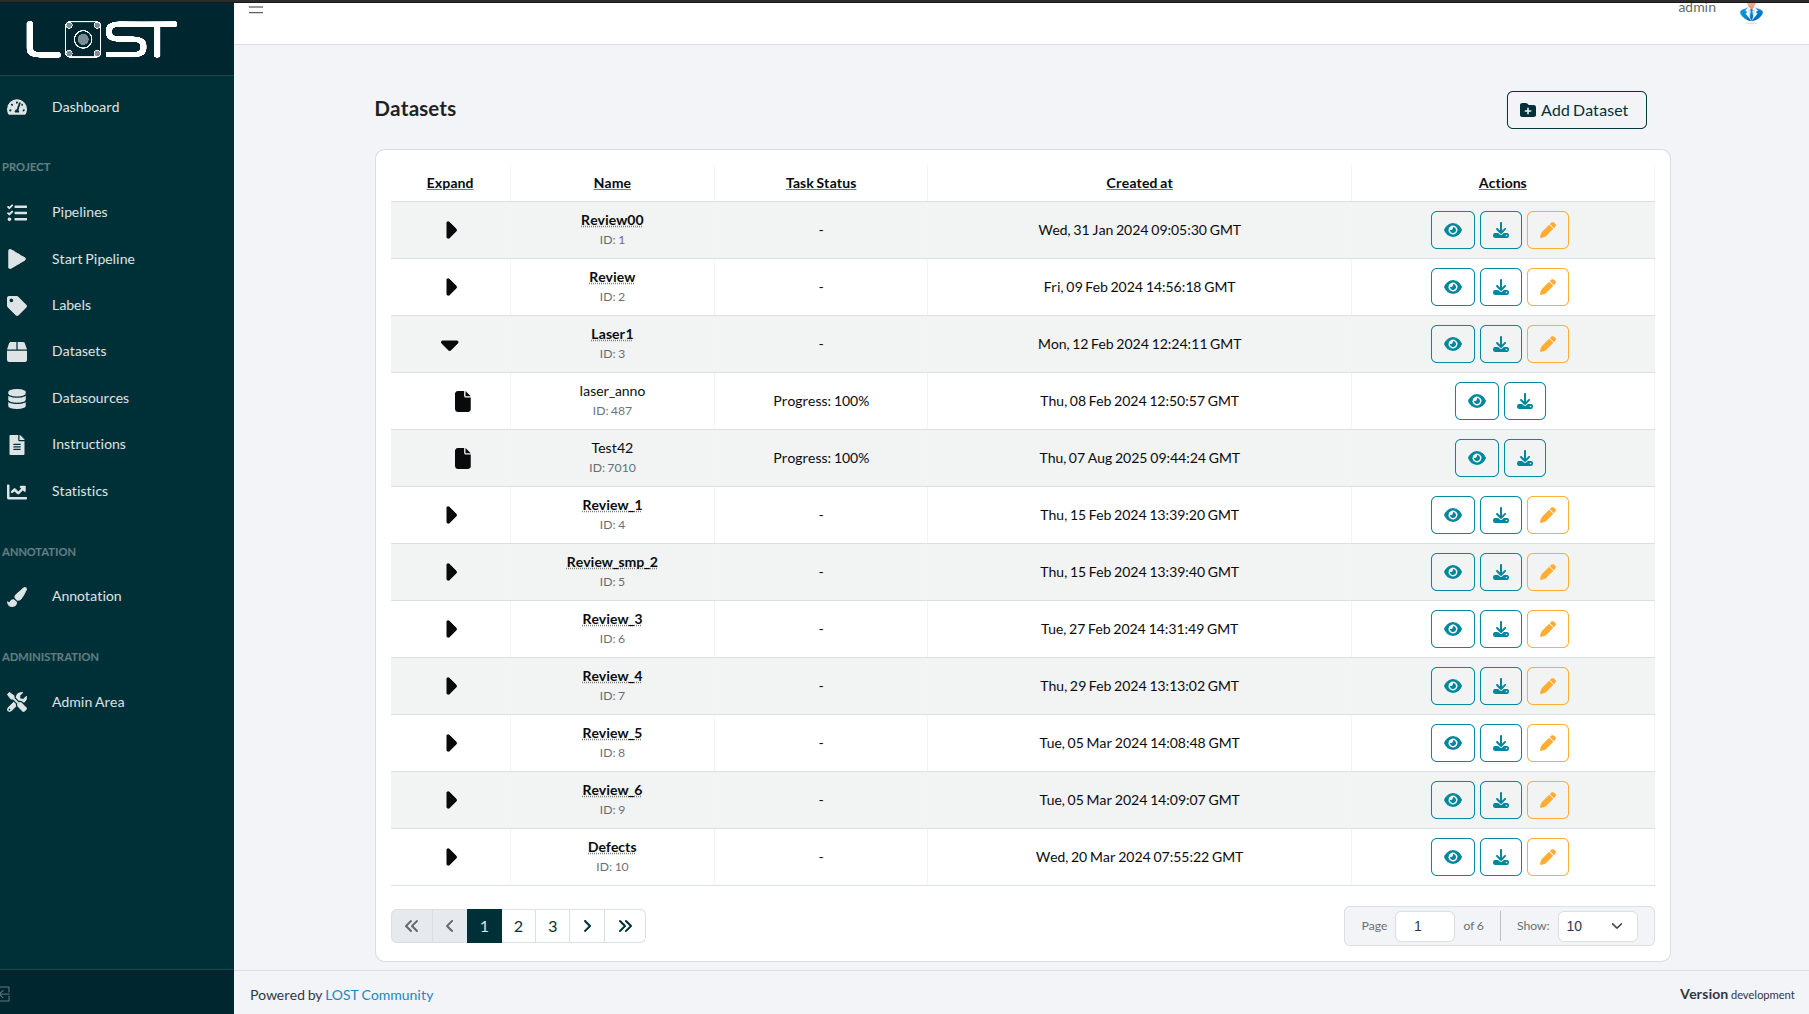 LOST
admin
Dashboard
PROJECT
Pipelines
Start Pipeline
Labels
Datasets
Datasources
Instructions
Statistics
ANNOTATION
Annotation
ADMINISTRATION
Admin Area
Datasets
Add Dataset
Expand Name Task Status Created at Actions
Review00
ID: 1
- Wed, 31 Jan 2024 09:05:30 GMT
Review
ID: 2
- Fri, 09 Feb 2024 14:56:18 GMT
Laser1
ID: 3
- Mon, 12 Feb 2024 12:24:11 GMT
laser_anno
ID: 487
Progress: 100% Thu, 08 Feb 2024 12:50:57 GMT
Test42
ID: 7010
Progress: 100% Thu, 07 Aug 2025 09:44:24 GMT
Review_1
ID: 4
- Thu, 15 Feb 2024 13:39:20 GMT
Review_smp_2
ID: 5
- Thu, 15 Feb 2024 13:39:40 GMT
Review_3
ID: 6
- Tue, 27 Feb 2024 14:31:49 GMT
Review_4
ID: 7
- Thu, 29 Feb 2024 13:13:02 GMT
Review_5
ID: 8
- Tue, 05 Mar 2024 14:08:48 GMT
Review_6
ID: 9
- Tue, 05 Mar 2024 14:09:07 GMT
Defects
ID: 10
- Wed, 20 Mar 2024 07:55:22 GMT
« ‹ 1 2 3 › »
Page 1 of 6 Show: 10
Powered by LOST Community
Version development